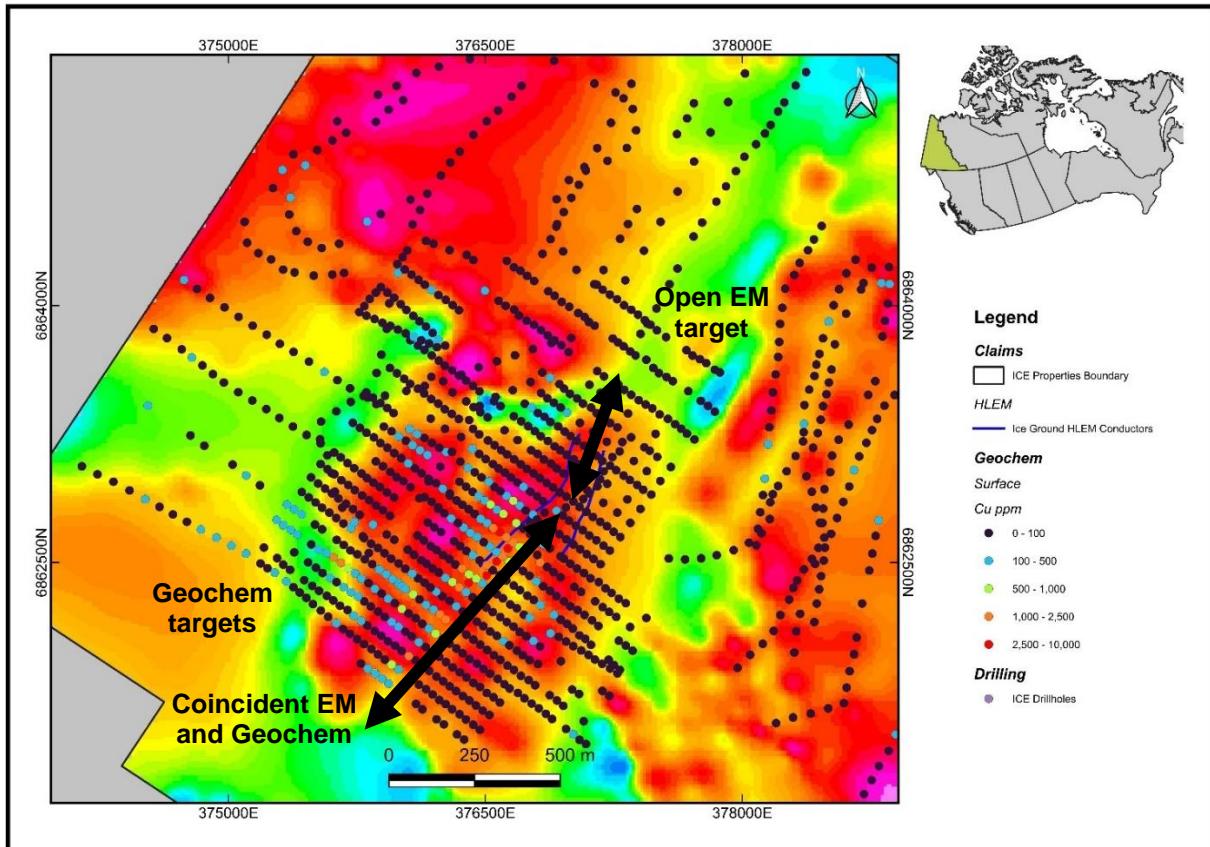 375000E
376500E
378000E
N
6864000N
6864000N
Open EM
target
6862500N
6862500N
Geochem
targets
Coincident EM
and Geochem
0 250 500 m
375000E
376500E
378000E
Legend
Claims
ICE Properties Boundary
HLEM
Ice Ground HLEM Conductors
Geochem
Surface
Cu ppm
0 - 100
100 - 500
500 - 1,000
1,000 - 2,500
2,500 - 10,000
Drilling
ICE Drillholes